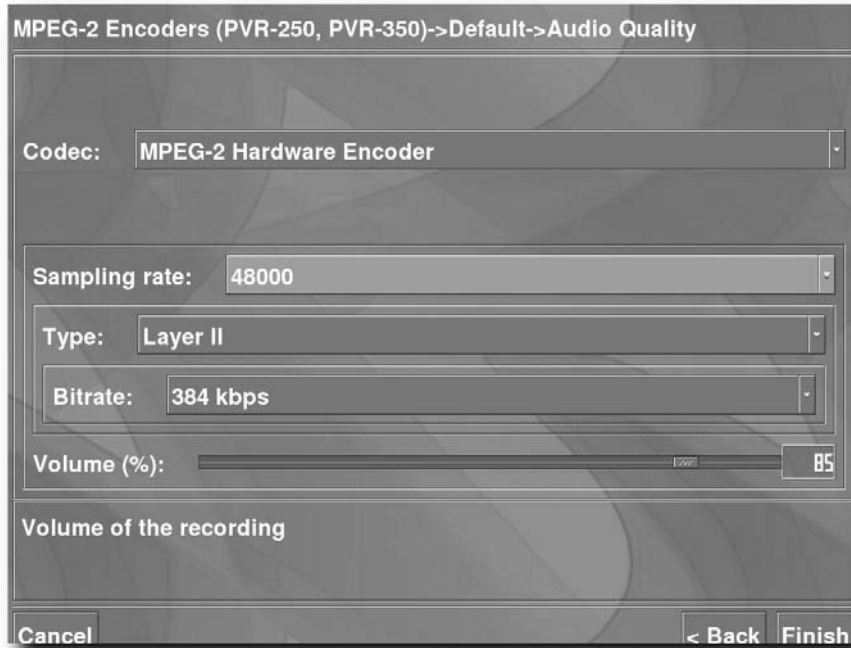 MPEG-2 Encoders (PVR-250, PVR-350)->Default->Audio Quality
Codec: MPEG-2 Hardware Encoder
Sampling rate: 48000
Type: Layer II
Bitrate: 384 kbps
Volume (%): 85
Volume of the recording
Cancel < Back Finish